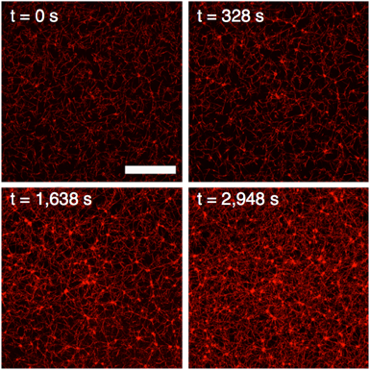 t = 0 s
t = 328 s
t = 1,638 s
t = 2,948 s